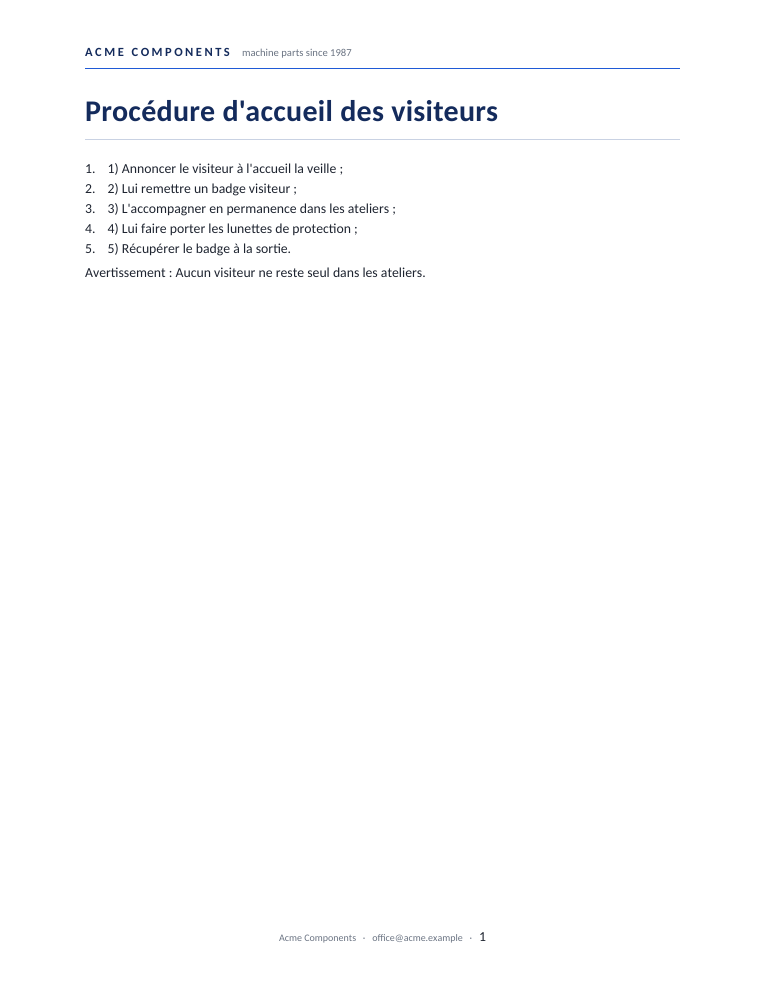 ACME COMPONENTS machine parts since 1987
Procédure d'accueil des visiteurs
1. 1) Annoncer le visiteur à l'accueil la veille ;
2. 2) Lui remettre un badge visiteur ;
3. 3) L'accompagner en permanence dans les ateliers ;
4. 4) Lui faire porter les lunettes de protection ;
5. 5) Récupérer le badge à la sortie.
Avertissement : Aucun visiteur ne reste seul dans les ateliers.
Acme Components · office@acme.example · 1